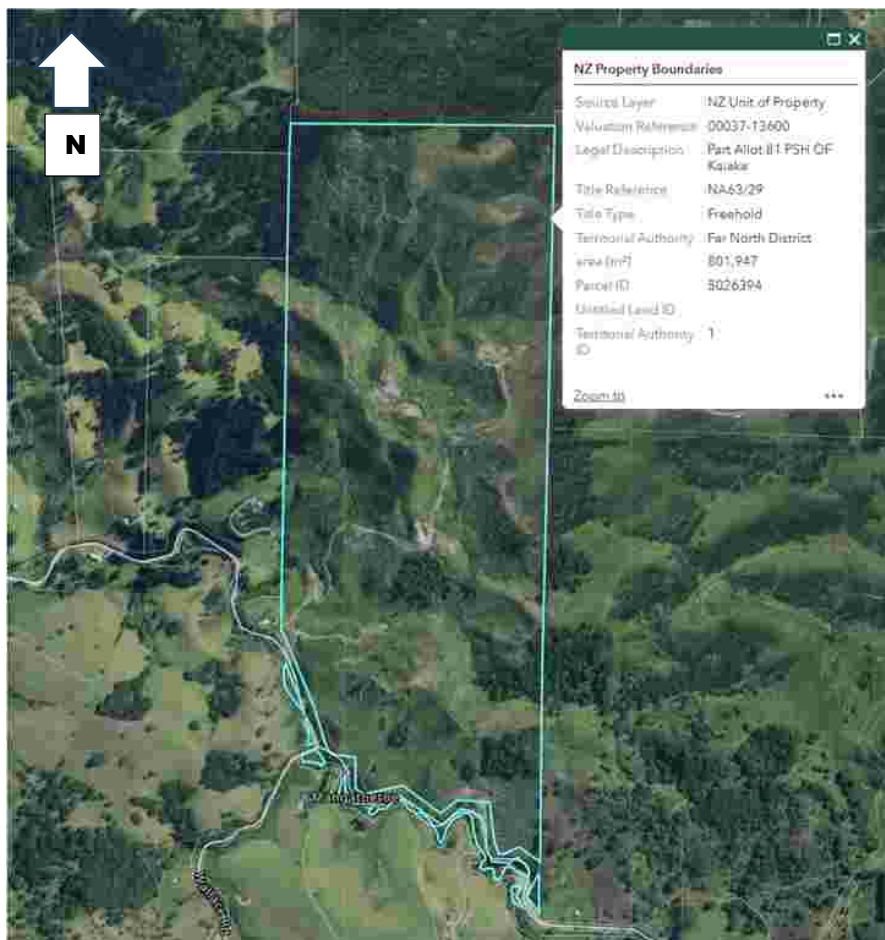 N
NZ Property Boundaries
Source Layer NZ Unit of Property
Valuation Reference 00037-13600
Legal Description Part Allot 81 PSH OF
Kaiaka
Title Reference NA63/29
Title Type Freehold
Territorial Authority Far North District
area (m²) 801,947
Parcel ID 5026394
Untitled Land ID
Territorial Authority 1
ID
Zoom to